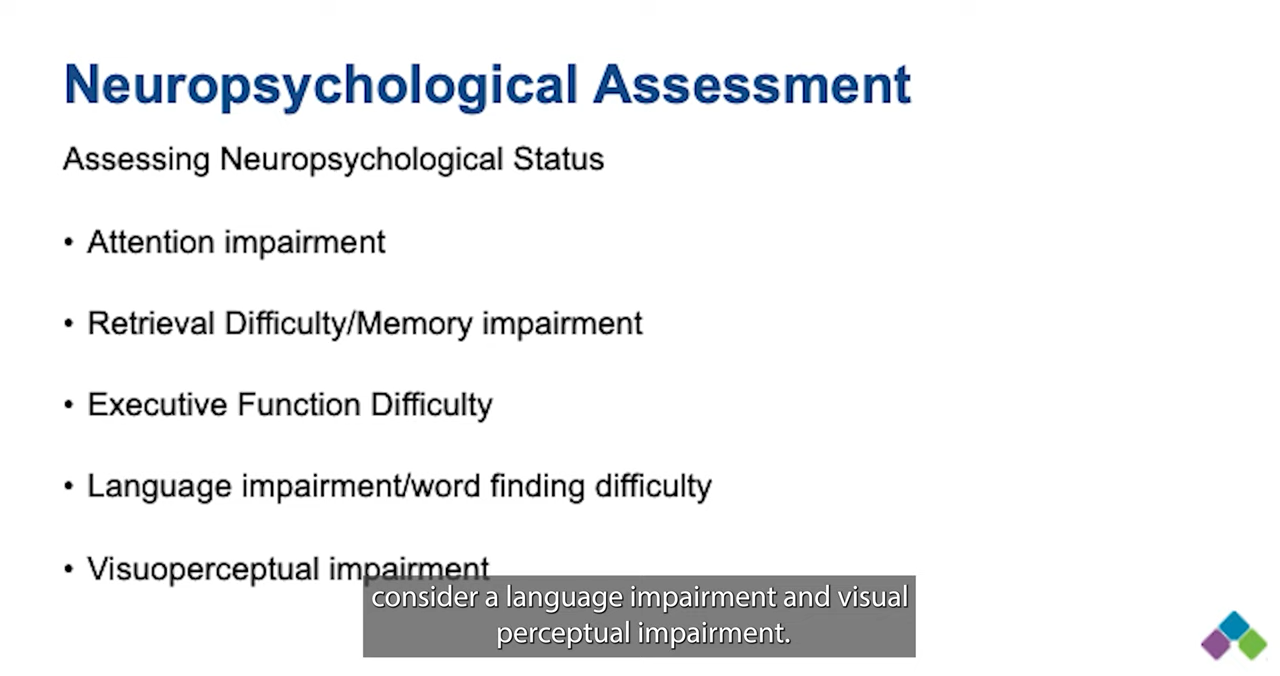 Neuropsychological Assessment
Assessing Neuropsychological Status
• Attention impairment
• Retrieval Difficulty/Memory impairment
• Executive Function Difficulty
• Language impairment/word finding difficulty
• Visuoperceptual impairment
consider a language impairment and visual
perceptual impairment.